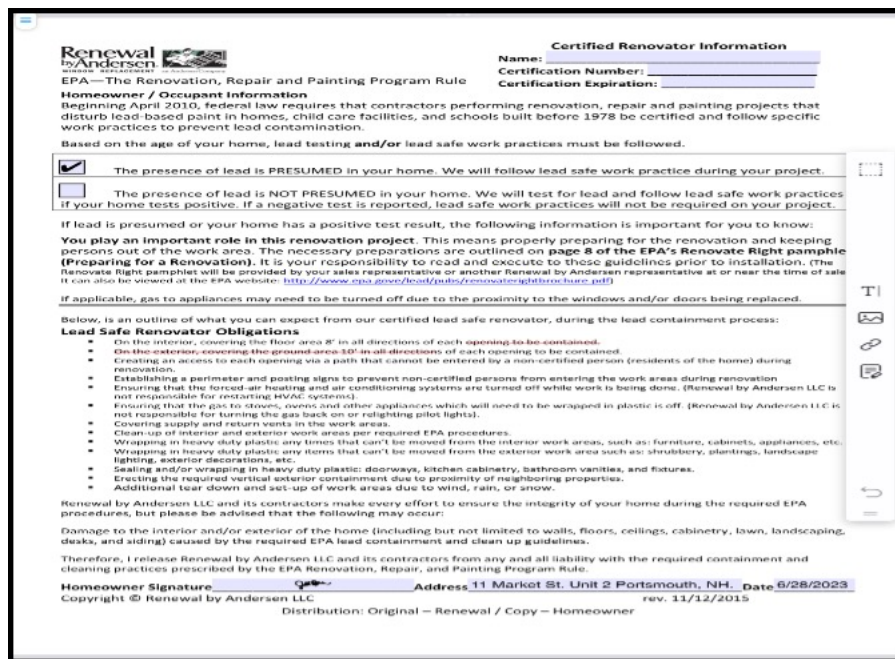 Certified Renovator Information
Renewal
byAndersen.
WINDOW REPLACEMENT an Andersen Company
Name:
Certification Number:
EPA—The Renovation, Repair and Painting Program Rule
Certification Expiration:
Homeowner / Occupant Information
Beginning April 2010, federal law requires that contractors performing renovation, repair and painting projects that
disturb lead-based paint in homes, child care facilities, and schools built before 1978 be certified and follow specific
work practices to prevent lead contamination.
Based on the age of your home, lead testing and/or lead safe work practices must be followed.
The presence of lead is PRESUMED in your home. We will follow lead safe work practice during your project.
The presence of lead is NOT PRESUMED in your home. We will test for lead and follow lead safe work practices
if your home tests positive. If a negative test is reported, lead safe work practices will not be required on your project.
If lead is presumed or your home has a positive test result, the following information is important for you to know:
You play an important role in this renovation project. This means properly preparing for the renovation and keeping
persons out of the work area. The necessary preparations are outlined on page 8 of the EPA's Renovate Right pamphle
(Preparing for a Renovation). It is your responsibility to read and execute to these guidelines prior to installation. (The
Renovate Right pamphlet will be provided by your sales representative or another Renewal by Andersen representative at or near the time of sale
It can also be viewed at the EPA website: http://www.epa.gove/lead/pubs/renovaterightbrochure.pdf)
If applicable, gas to appliances may need to be turned off due to the proximity to the windows and/or doors being replaced.
Below, is an outline of what you can expect from our certified lead safe renovator, during the lead containment process:
Lead Safe Renovator Obligations
• On the interior, covering the floor area 8' in all directions of each opening to be contained.
• On the exterior, covering the ground area 10' in all directions of each opening to be contained.
• Creating an access to each opening via a path that cannot be entered by a non-certified person (residents of the home) during
renovation.
• Establishing a perimeter and posting signs to prevent non-certified persons from entering the work areas during renovation
• Ensuring that the forced-air heating and air conditioning systems are turned off while work is being done. (Renewal by Andersen LLC is
not responsible for restarting HVAC systems).
• Ensuring that the gas to stoves, ovens and other appliances which will need to be wrapped in plastic is off. (Renewal by Andersen LLC is
not responsible for turning the gas back on or relighting pilot lights).
• Covering supply and return vents in the work areas.
• Clean-up of interior and exterior work areas per required EPA procedures.
• Wrapping in heavy duty plastic any times that can't be moved from the interior work areas, such as: furniture, cabinets, appliances, etc.
• Wrapping in heavy duty plastic any items that can't be moved from the exterior work area such as: shrubbery, plantings, landscape
lighting, exterior decorations, etc.
• Sealing and/or wrapping in heavy duty plastic: doorways, kitchen cabinetry, bathroom vanities, and fixtures.
• Erecting the required vertical exterior containment due to proximity of neighboring properties.
• Additional tear down and set-up of work areas due to wind, rain, or snow.
Renewal by Andersen LLC and its contractors make every effort to ensure the integrity of your home during the required EPA
procedures, but please be advised that the following may occur:
Damage to the interior and/or exterior of the home (including but not limited to walls, floors, ceilings, cabinetry, lawn, landscaping,
desks, and siding) caused by the required EPA lead containment and clean up guidelines.
Therefore, I release Renewal by Andersen LLC and its contractors from any and all liability with the required containment and
cleaning practices prescribed by the EPA Renovation, Repair, and Painting Program Rule.
Homeowner Signature Address 11 Market St. Unit 2 Portsmouth, NH. Date 6/28/2023
Copyright © Renewal by Andersen LLC rev. 11/12/2015
Distribution: Original – Renewal / Copy – Homeowner